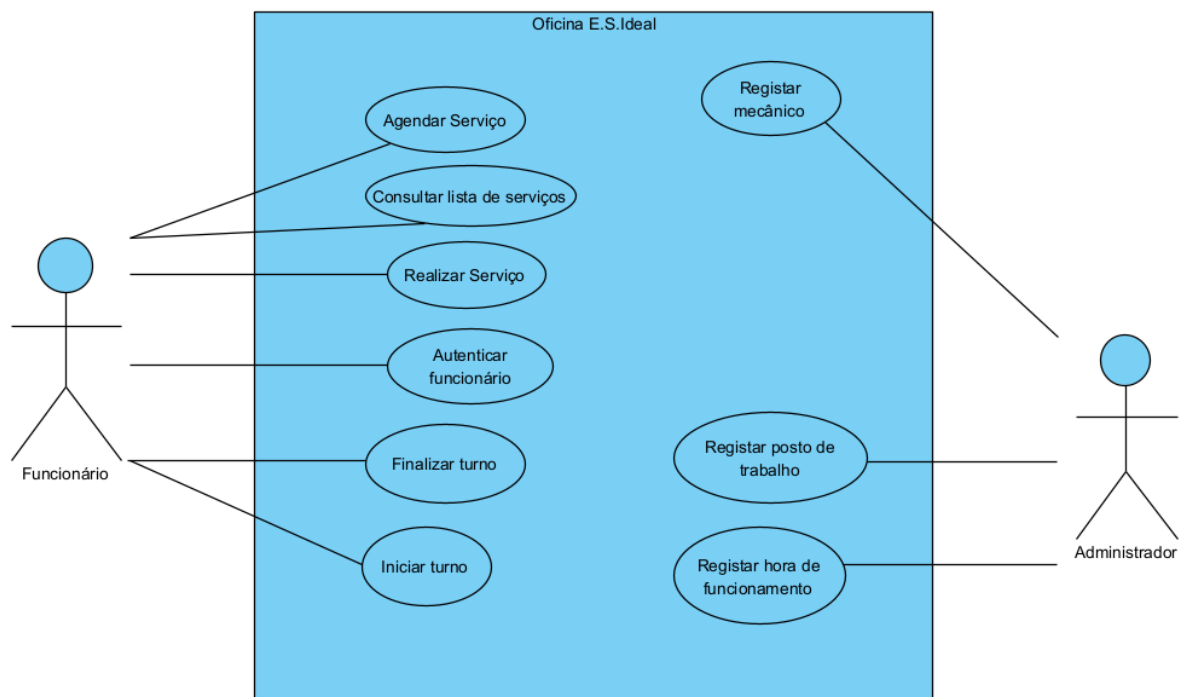 Oficina E.S.Ideal
Agendar Serviço
Consultar lista de serviços
Realizar Serviço
Autenticar
funcionário
Finalizar turno
Iniciar turno
Funcionário
Registar
mecânico
Registar posto de
trabalho
Registar hora de
funcionamento
Administrador